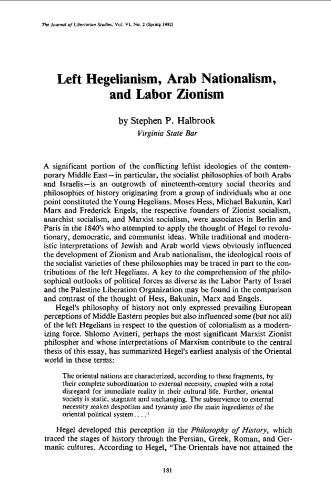 The Journal of Libertarian Studies, Vol. VI, No. 2 (Spring 1982)
Left Hegelianism, Arab Nationalism,
and Labor Zionism
by Stephen P. Halbrook
Virginia State Bar
A significant portion of the conflicting leftist ideologies of the contem-
porary Middle East—in particular, the socialist philosophies of both Arabs
and Israelis—is an outgrowth of nineteenth-century social theories and
philosophies of history originating from a group of individuals who at one
point constituted the Young Hegelians. Moses Hess, Michael Bakunin, Karl
Marx and Frederick Engels, the respective founders of Zionist socialism,
anarchist socialism, and Marxist socialism, were associates in Berlin and
Paris in the 1840's who attempted to apply the thought of Hegel to revolu-
tionary, democratic, and communist ideas. While traditional and modern-
istic interpretations of Jewish and Arab world views obviously influenced
the development of Zionism and Arab nationalism, the ideological roots of
the socialist varieties of these philosophies may be traced in part to the con-
tributions of the left Hegelians. A key to the comprehension of the philo-
sophical outlooks of political forces as diverse as the Labor Party of Israel
and the Palestine Liberation Organization may be found in the comparison
and contrast of the thought of Hess, Bakunin, Marx and Engels.
Hegel's philosophy of history not only expressed prevailing European
perceptions of Middle Eastern peoples but also influenced some (but not all)
of the left Hegelians in respect to the question of colonialism as a modern-
izing force. Shlomo Avineri, perhaps the most significant Marxist Zionist
philospher and whose interpretations of Marxism contribute to the central
thesis of this essay, has summarized Hegel's earliest analysis of the Oriental
world in these terms:
The oriental nations are characterized, according to these fragments, by
their complete subordination to external necessity, coupled with a total
disregard for immediate reality in their cultural life. Further, oriental
society is static, stagnant and unchanging. The subservience to external
necessity makes despotism and tyranny into the main ingredients of the
oriental political system . . . .¹
Hegel developed this perception in the Philosophy of History, which
traced the stages of history through the Persian, Greek, Roman, and Ger-
manic cultures. According to Hegel, "The Orientals have not attained the
181